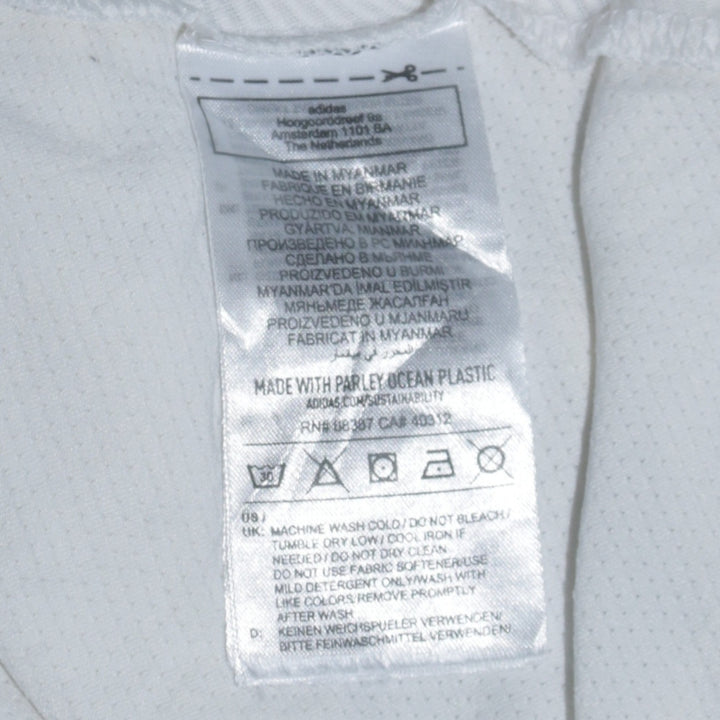 adidas
Hoogoorddreef 9a
Amsterdam 1101 BA
The Netherlands
MADE IN MYANMAR
FABRIQUE EN BIRMANIE
HECHO EN MYANMAR
PRODUZIDO EM MYANMAR
GYÁRTVA: MIANMAR
ПРОИЗВЕДЕНО В РС МИАНМАР
СДЕЛАНО В МЬЯНМЕ
PROIZVEDENO U BURMI
MYANMAR'DA İMAL EDİLMİŞTİR
МЯНЬМЕДЕ ЖАСАЛҒАН
PROIZVEDENO U MJANMARU
FABRICAT IN MYANMAR
MADE WITH PARLEY OCEAN PLASTIC
ADIDAS.COM/SUSTAINABILITY
RN# 88387 CA# 40312
30
US /
UK: MACHINE WASH COLD / DO NOT BLEACH /
TUMBLE DRY LOW / COOL IRON IF
NEEDED / DO NOT DRY CLEAN
DO NOT USE FABRIC SOFTENER/USE
MILD DETERGENT ONLY/WASH WITH
LIKE COLORS/REMOVE PROMPTLY
AFTER WASH
D: KEINEN WEICHSPUELER VERWENDEN/
BITTE FEINWASCHMITTEL VERWENDEN/